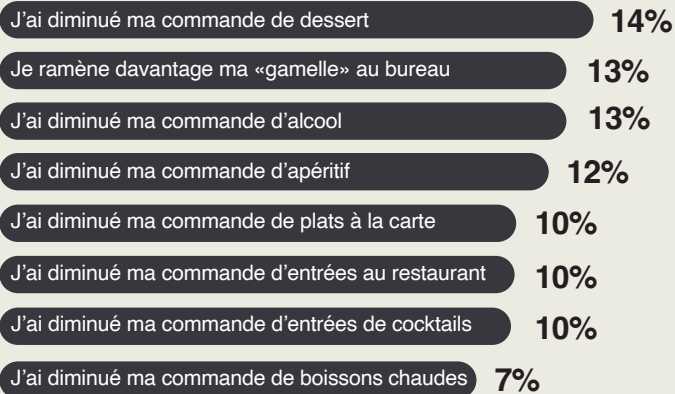 J'ai diminué ma commande de dessert 14%
Je ramène davantage ma «gamelle» au bureau 13%
J'ai diminué ma commande d'alcool 13%
J'ai diminué ma commande d'apéritif 12%
J'ai diminué ma commande de plats à la carte 10%
J'ai diminué ma commande d'entrées au restaurant 10%
J'ai diminué ma commande d'entrées de cocktails 10%
J'ai diminué ma commande de boissons chaudes 7%